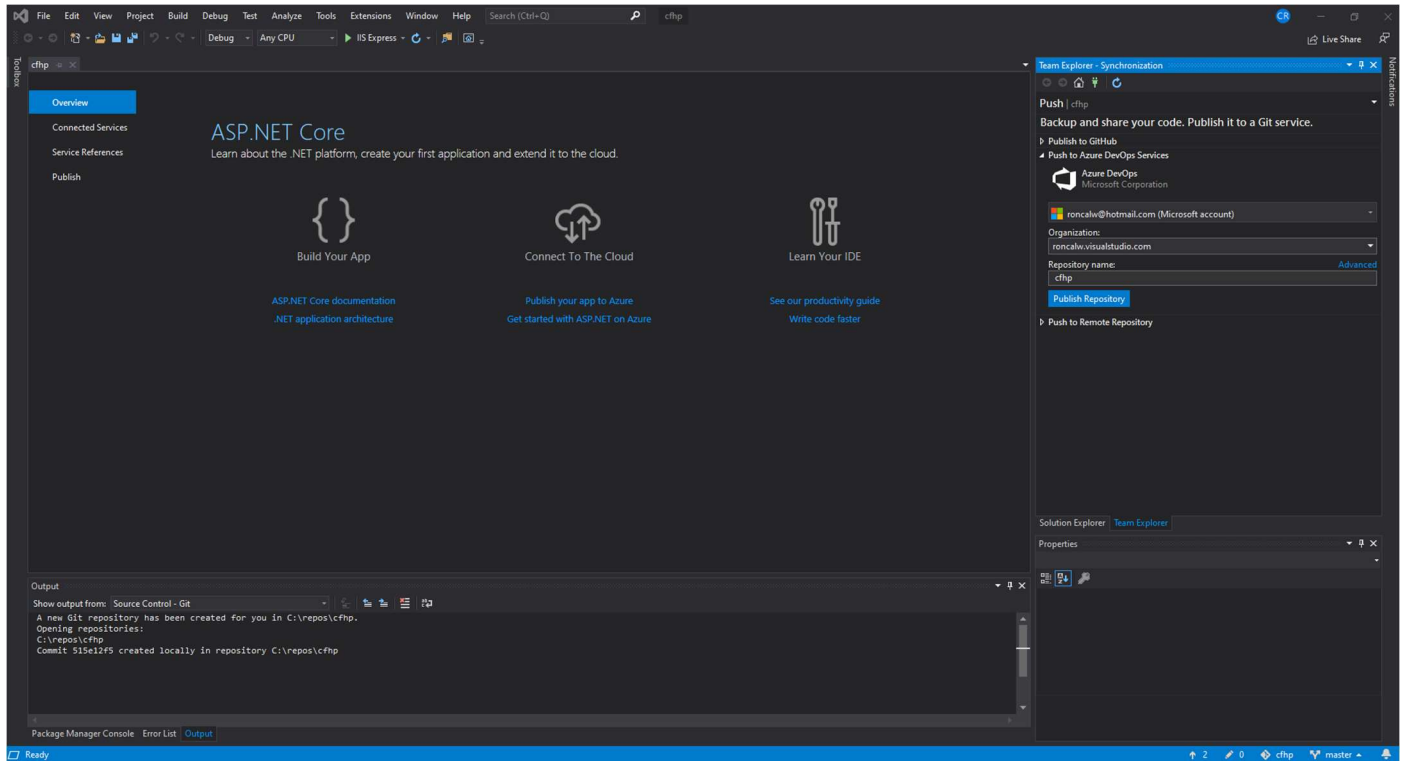 File Edit View Project Build Debug Test Analyze Tools Extensions Window Help Search (Ctrl+Q) cfhp CR
Debug Any CPU IIS Express Live Share
Toolbox
cfhp
Overview
Connected Services
Service References
Publish
ASP.NET Core
Learn about the .NET platform, create your first application and extend it to the cloud.
Build Your App
ASP.NET Core documentation
.NET application architecture
Connect To The Cloud
Publish your app to Azure
Get started with ASP.NET on Azure
Learn Your IDE
See our productivity guide
Write code faster
Team Explorer - Synchronization
Push | cfhp
Backup and share your code. Publish it to a Git service.
Publish to GitHub
Push to Azure DevOps Services
Azure DevOps
Microsoft Corporation
roncalw@hotmail.com (Microsoft account)
Organization:
roncalw.visualstudio.com
Repository name: Advanced
cfhp
Publish Repository
Push to Remote Repository
Solution Explorer Team Explorer
Properties
Notifications
Output
Show output from: Source Control - Git
A new Git repository has been created for you in C:\repos\cfhp.
Opening repositories:
C:\repos\cfhp
Commit 515e12f5 created locally in repository C:\repos\cfhp
Package Manager Console Error List Output
Ready 2 0 cfhp master